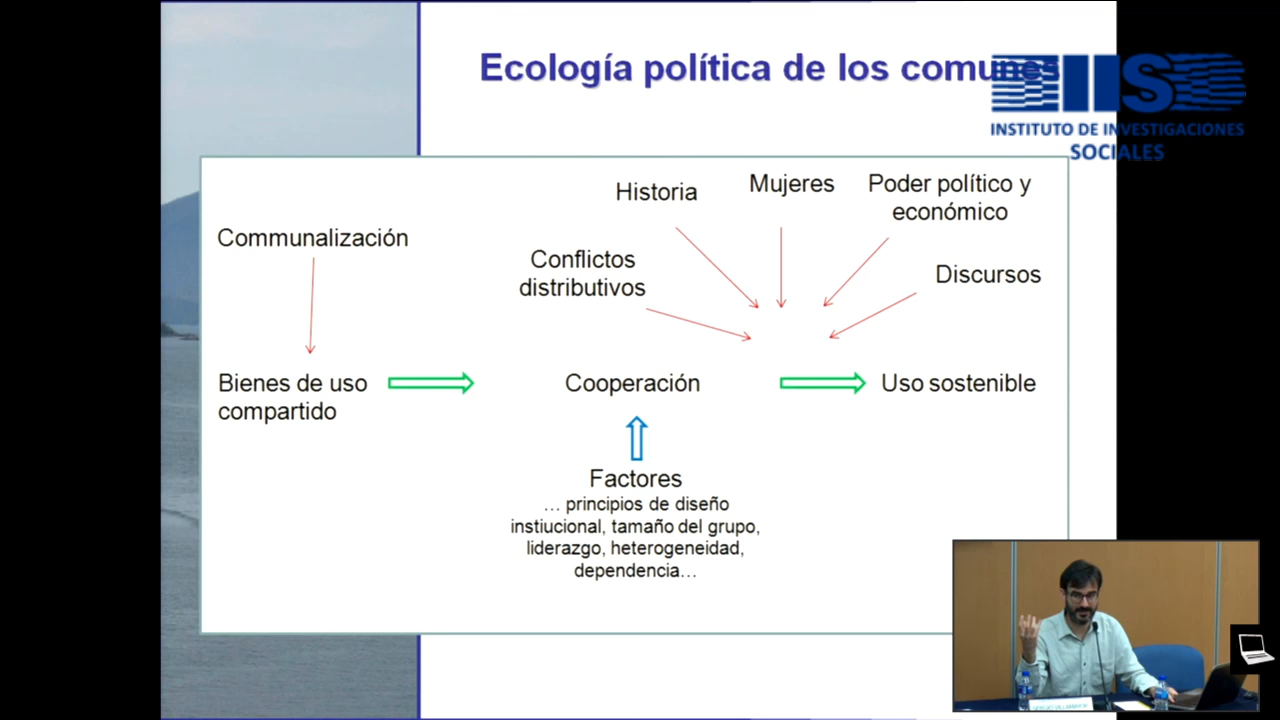 Ecología política de los comunes
IIS
INSTITUTO DE INVESTIGACIONES
SOCIALES
Historia
Mujeres
Poder político y
económico
Communalización
Conflictos
distributivos
Discursos
Bienes de uso
compartido
Cooperación
Uso sostenible
Factores
… principios de diseño
instiucional, tamaño del grupo,
liderazgo, heterogeneidad,
dependencia…